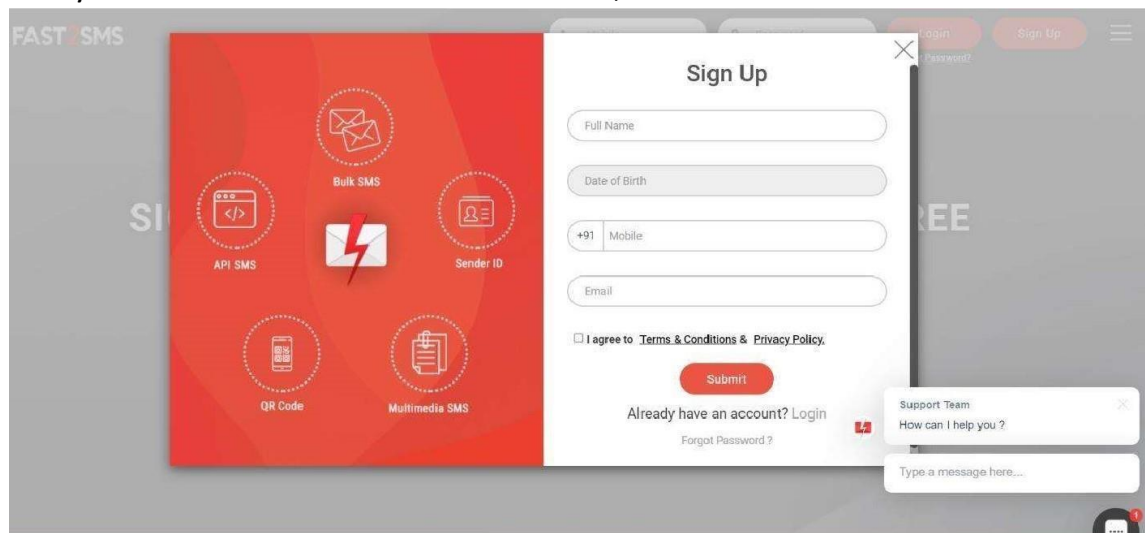 FAST2SMS
Login
Sign Up
Password?
Sign Up
Full Name
Date of Birth
+91 Mobile
Email
I agree to Terms & Conditions & Privacy Policy.
Submit
Already have an account? Login
Forgot Password ?
Bulk SMS
API SMS
Sender ID
QR Code
Multimedia SMS
SI
REE
Support Team
How can I help you ?
Type a message here...
1